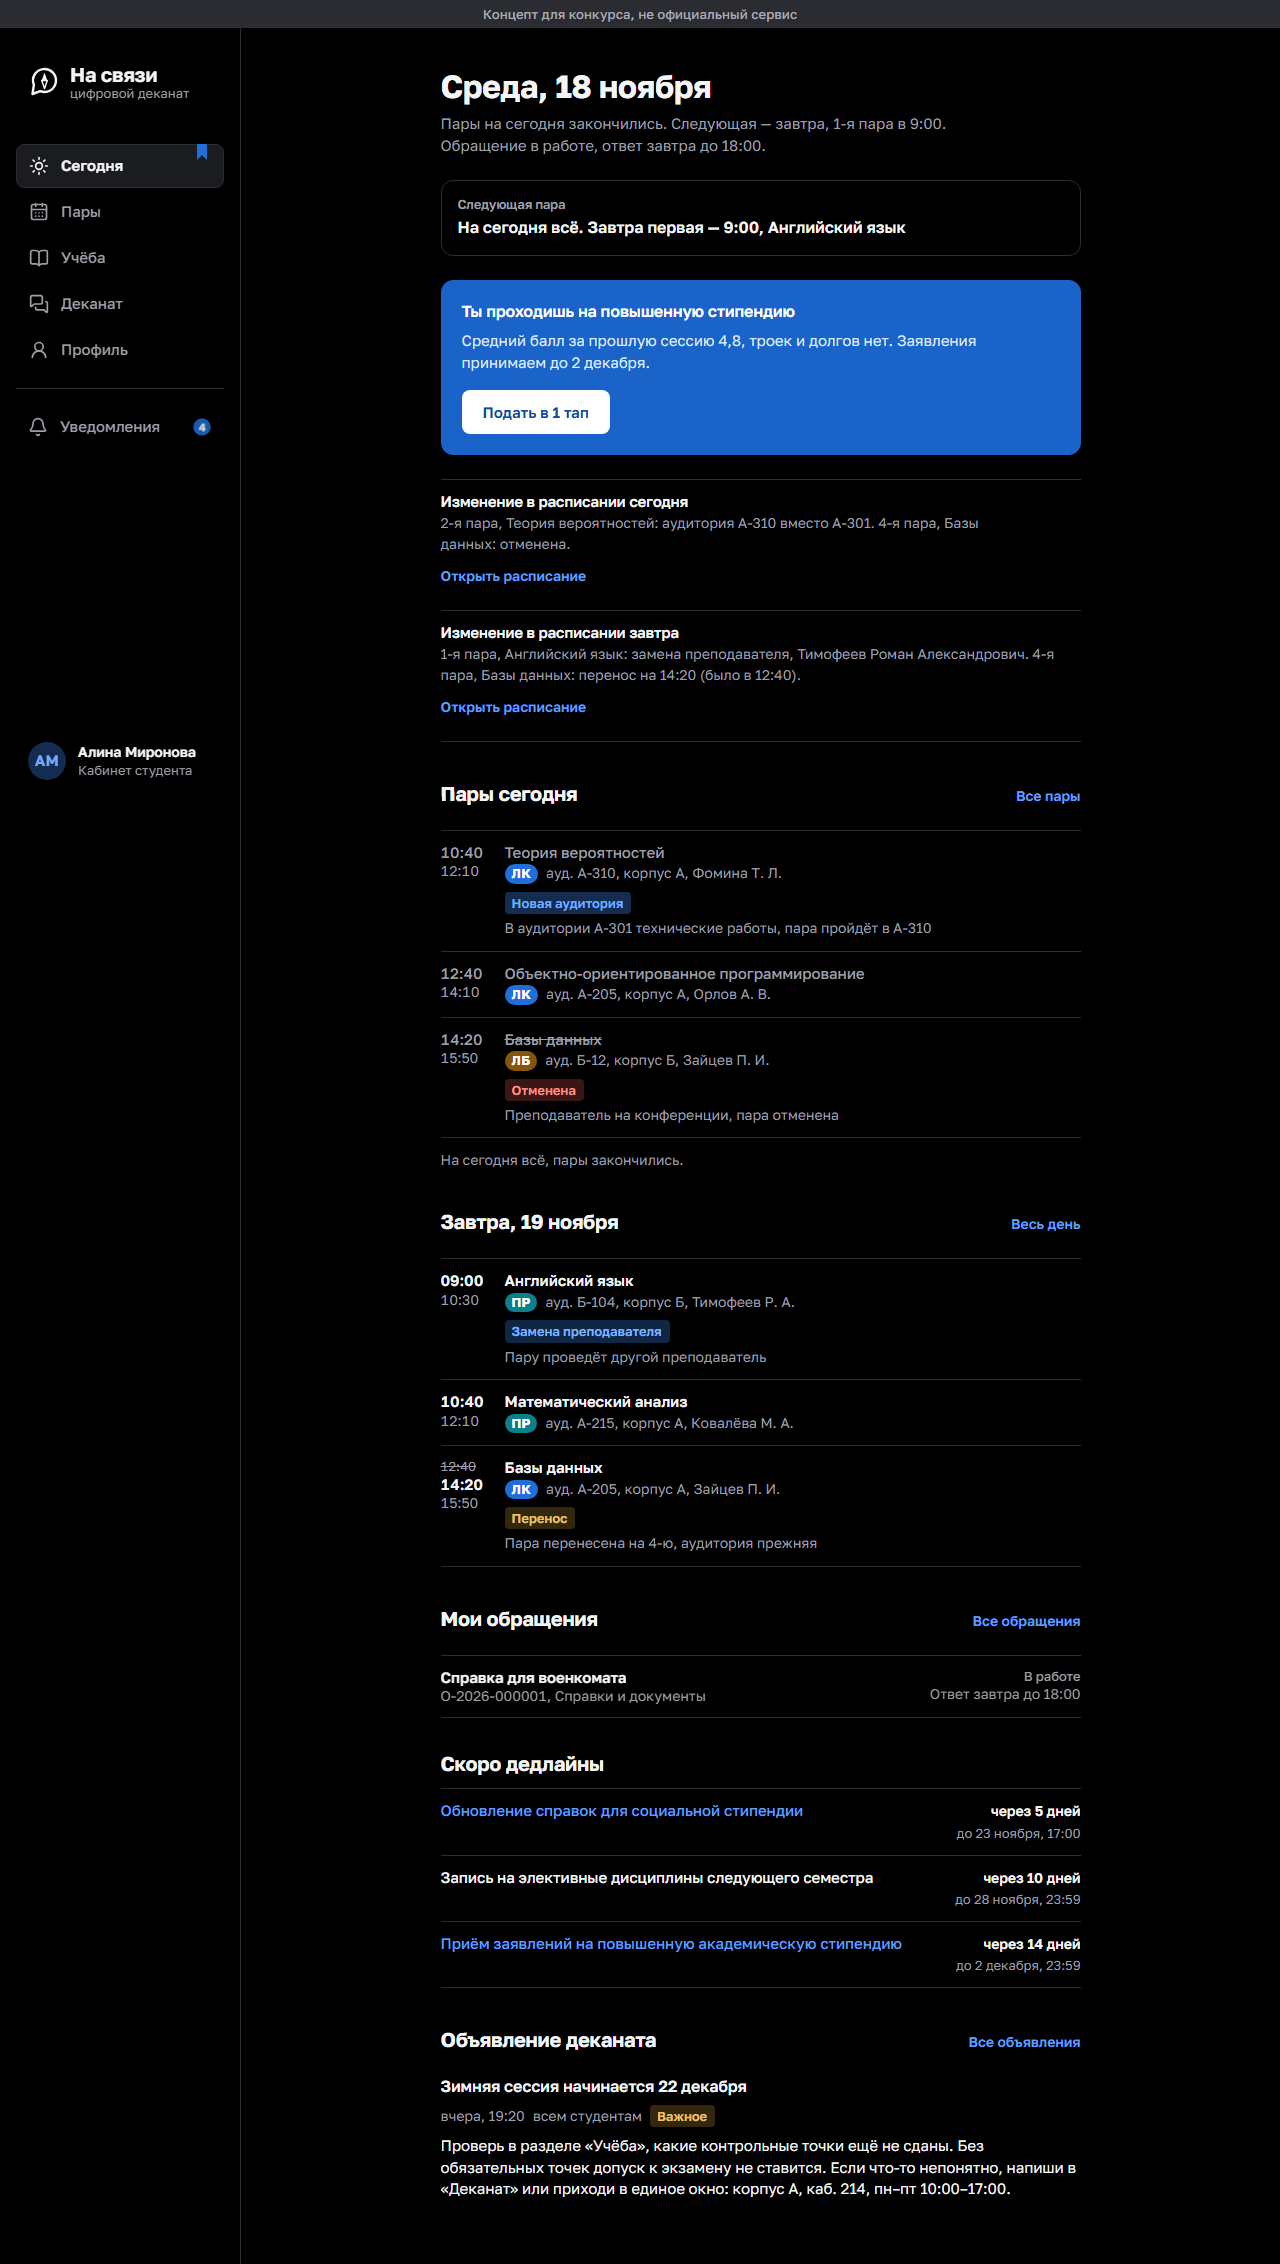 Концепт для конкурса, не официальный сервис
На связи
цифровой деканат
Сегодня
Пары
Учёба
Деканат
Профиль
Уведомления 4
АМ
Алина Миронова
Кабинет студента
Среда, 18 ноября
Пары на сегодня закончились. Следующая — завтра, 1-я пара в 9:00.
Обращение в работе, ответ завтра до 18:00.
Следующая пара
На сегодня всё. Завтра первая — 9:00, Английский язык
Ты проходишь на повышенную стипендию
Средний балл за прошлую сессию 4,8, троек и долгов нет. Заявления
принимаем до 2 декабря.
Подать в 1 тап
Изменение в расписании сегодня
2-я пара, Теория вероятностей: аудитория А-310 вместо А-301. 4-я пара, Базы
данных: отменена.
Открыть расписание
Изменение в расписании завтра
1-я пара, Английский язык: замена преподавателя, Тимофеев Роман Александрович. 4-я
пара, Базы данных: перенос на 14:20 (было в 12:40).
Открыть расписание
Пары сегодня Все пары
10:40 Теория вероятностей
12:10 ЛК ауд. А-310, корпус А, Фомина Т. Л.
Новая аудитория
В аудитории А-301 технические работы, пара пройдёт в А-310
12:40 Объектно-ориентированное программирование
14:10 ЛК ауд. А-205, корпус А, Орлов А. В.
14:20 Базы данных
15:50 ЛБ ауд. Б-12, корпус Б, Зайцев П. И.
Отменена
Преподаватель на конференции, пара отменена
На сегодня всё, пары закончились.
Завтра, 19 ноября Весь день
09:00 Английский язык
10:30 ПР ауд. Б-104, корпус Б, Тимофеев Р. А.
Замена преподавателя
Пару проведёт другой преподаватель
10:40 Математический анализ
12:10 ПР ауд. А-215, корпус А, Ковалёва М. А.
12:40 Базы данных
14:20 ЛК ауд. А-205, корпус А, Зайцев П. И.
15:50
Перенос
Пара перенесена на 4-ю, аудитория прежняя
Мои обращения Все обращения
Справка для военкомата В работе
О-2026-000001, Справки и документы Ответ завтра до 18:00
Скоро дедлайны
Обновление справок для социальной стипендии через 5 дней
до 23 ноября, 17:00
Запись на элективные дисциплины следующего семестра через 10 дней
до 28 ноября, 23:59
Приём заявлений на повышенную академическую стипендию через 14 дней
до 2 декабря, 23:59
Объявление деканата Все объявления
Зимняя сессия начинается 22 декабря
вчера, 19:20 всем студентам Важное
Проверь в разделе «Учёба», какие контрольные точки ещё не сданы. Без
обязательных точек допуск к экзамену не ставится. Если что-то непонятно, напиши в
«Деканат» или приходи в единое окно: корпус А, каб. 214, пн–пт 10:00–17:00.